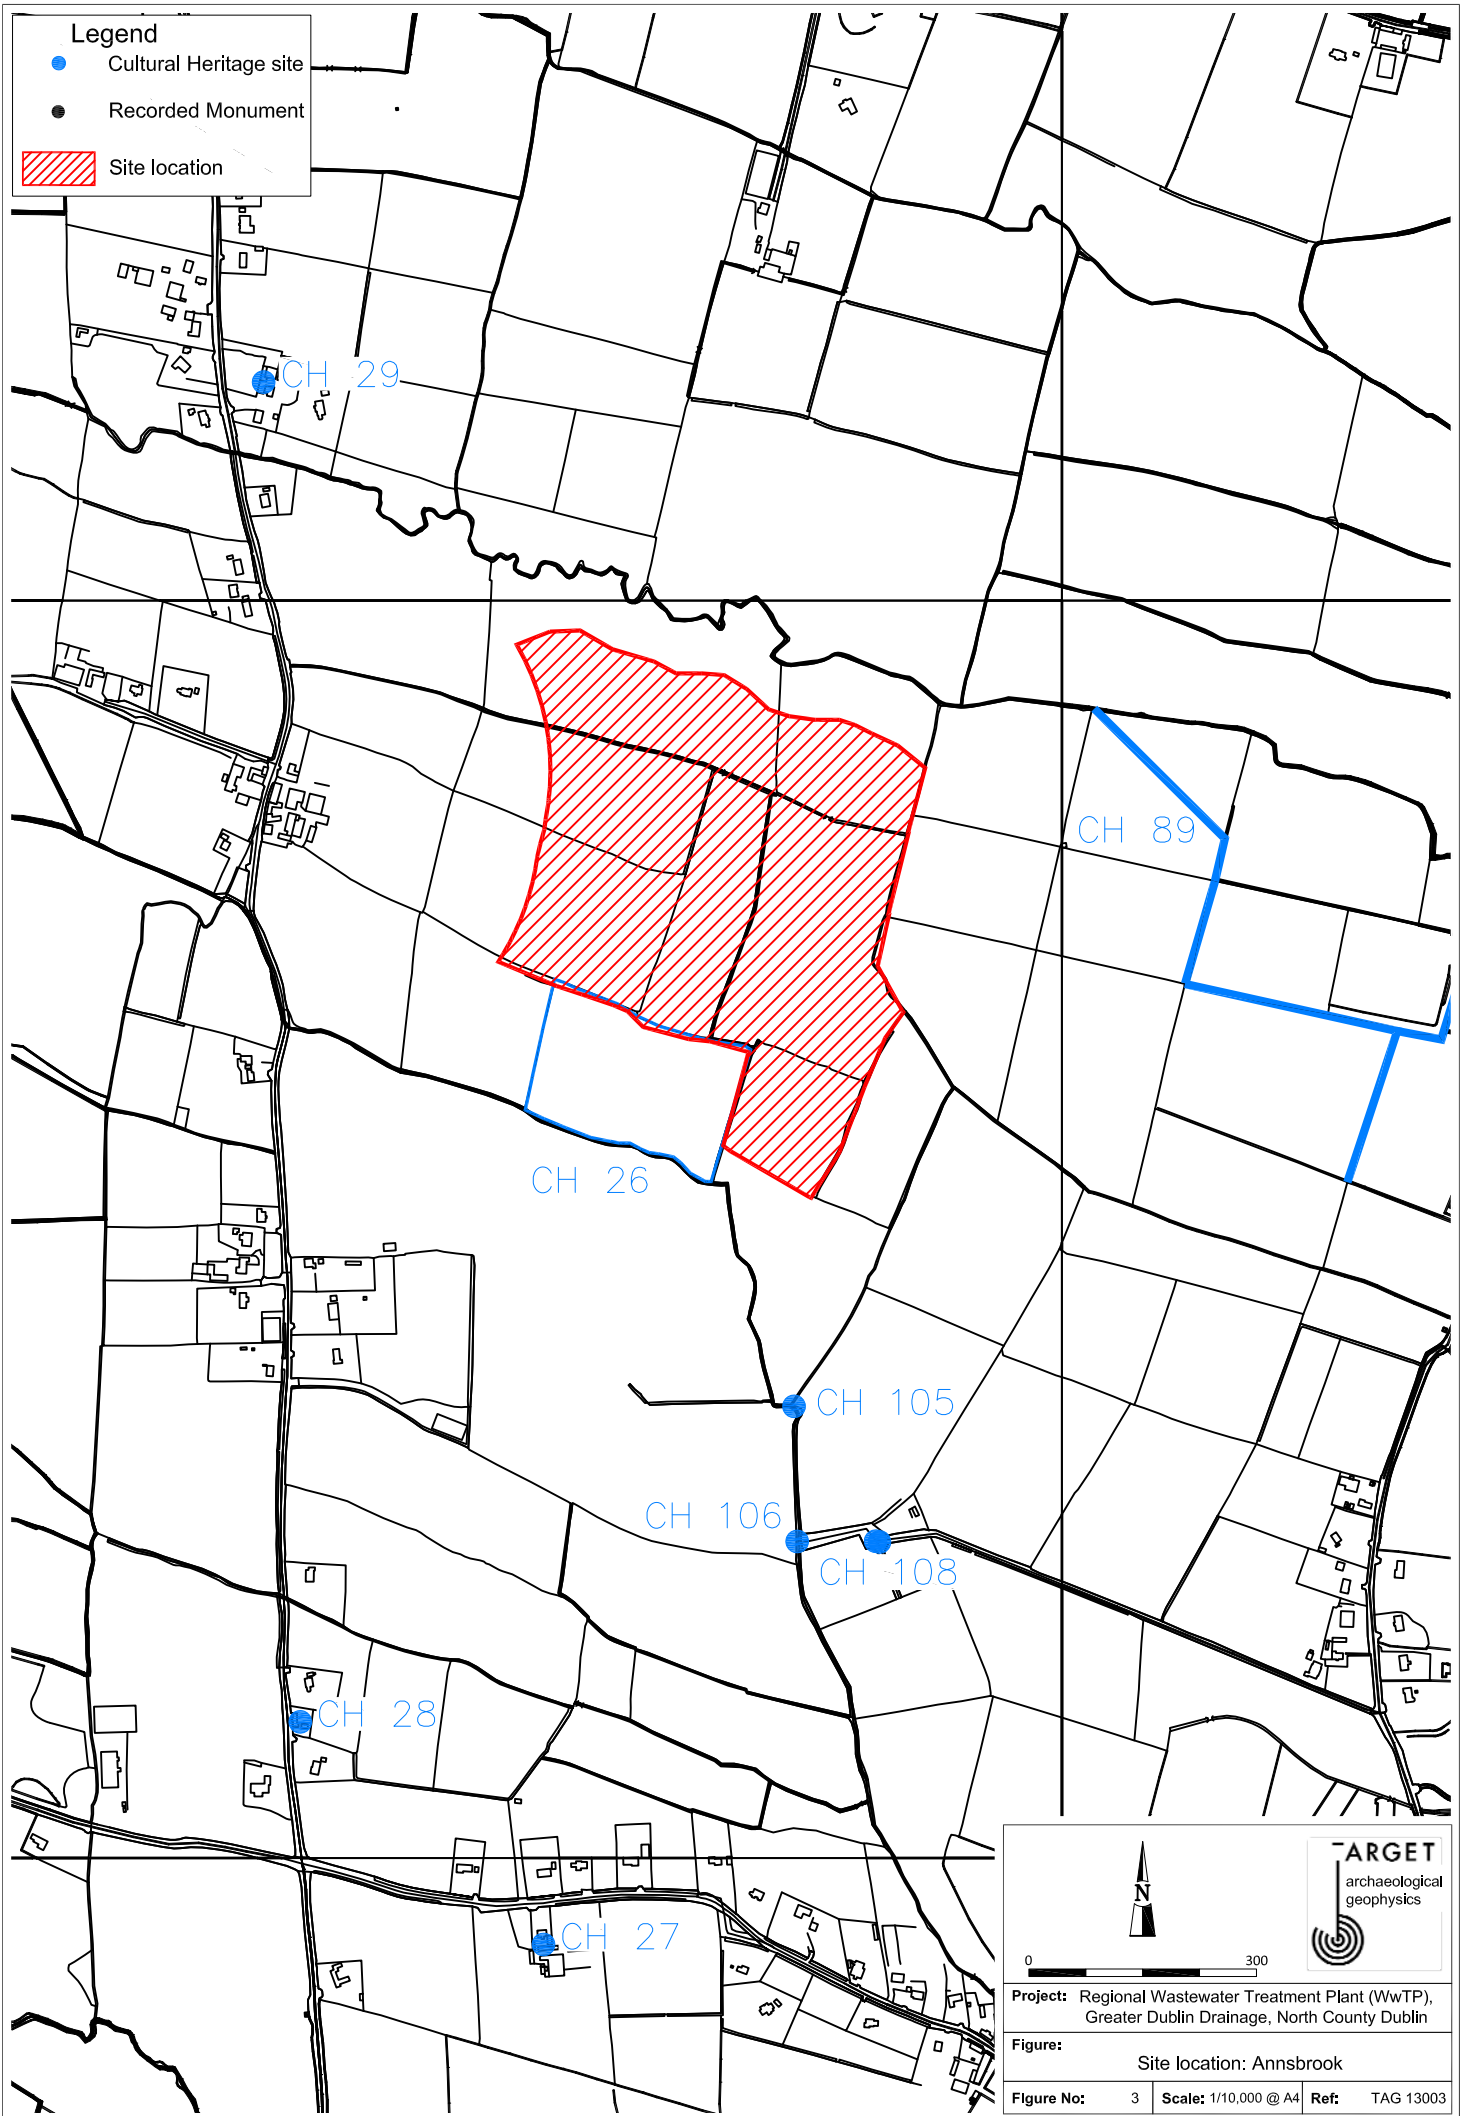 Legend
Cultural Heritage site
Recorded Monument
Site location
CH 29
CH 89
CH 26
CH 105
CH 106
CH 108
CH 28
CH 27
N
0 300
TARGET
archaeological
geophysics
Project: Regional Wastewater Treatment Plant (WwTP),
Greater Dublin Drainage, North County Dublin
Figure:
Site location: Annsbrook
Figure No: 3 Scale: 1/10,000 @ A4 Ref: TAG 13003